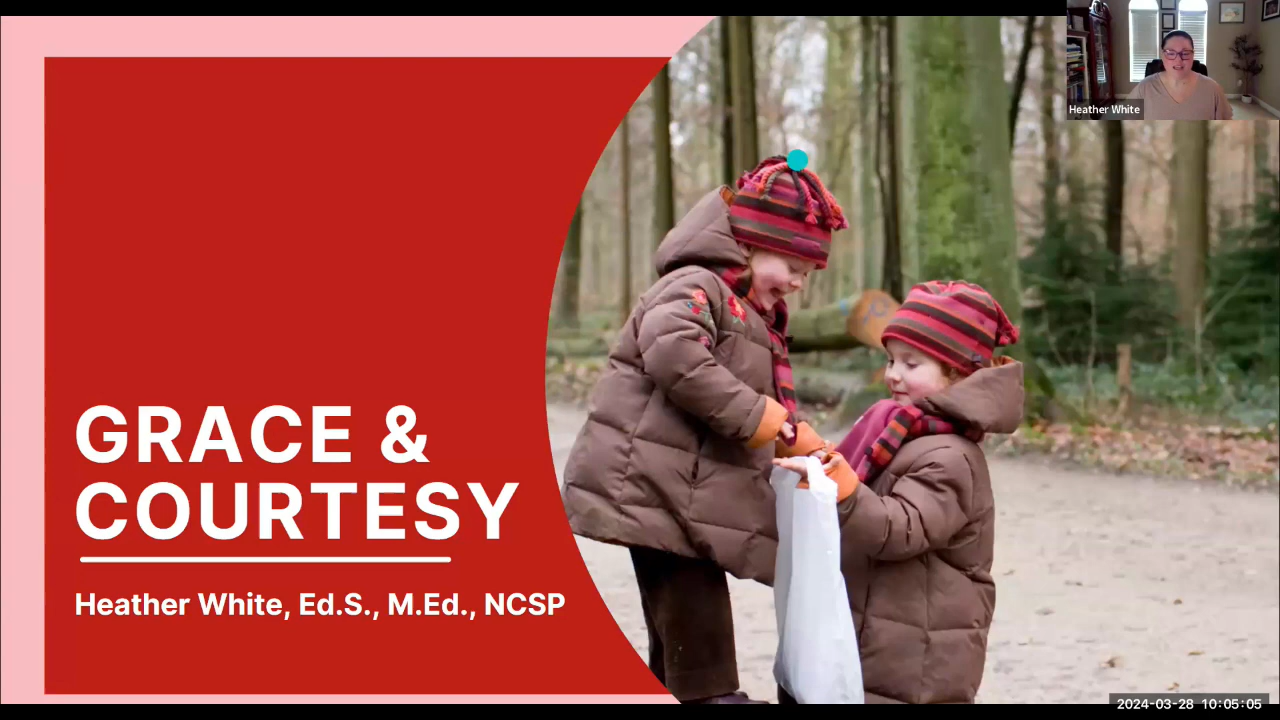 Heather White
GRACE &
COURTESY
Heather White, Ed.S., M.Ed., NCSP
2024-03-28 10:05:05